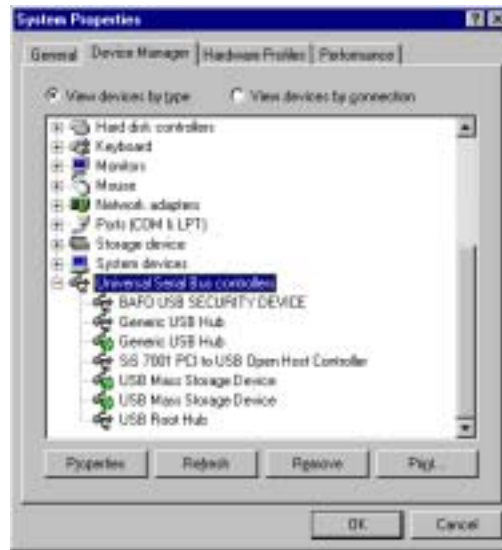 System Properties
General Device Manager Hardware Profiles Performance
View devices by type View devices by connection
Hard disk controllers
Keyboard
Monitors
Mouse
Network adapters
Ports (COM & LPT)
Storage device
System devices
Universal Serial Bus controllers
BAFO USB SECURITY DEVICE
Generic USB Hub
Generic USB Hub
SiS 7001 PCI to USB Open Host Controller
USB Mass Storage Device
USB Mass Storage Device
USB Root Hub
Properties Refresh Remove Print...
OK Cancel